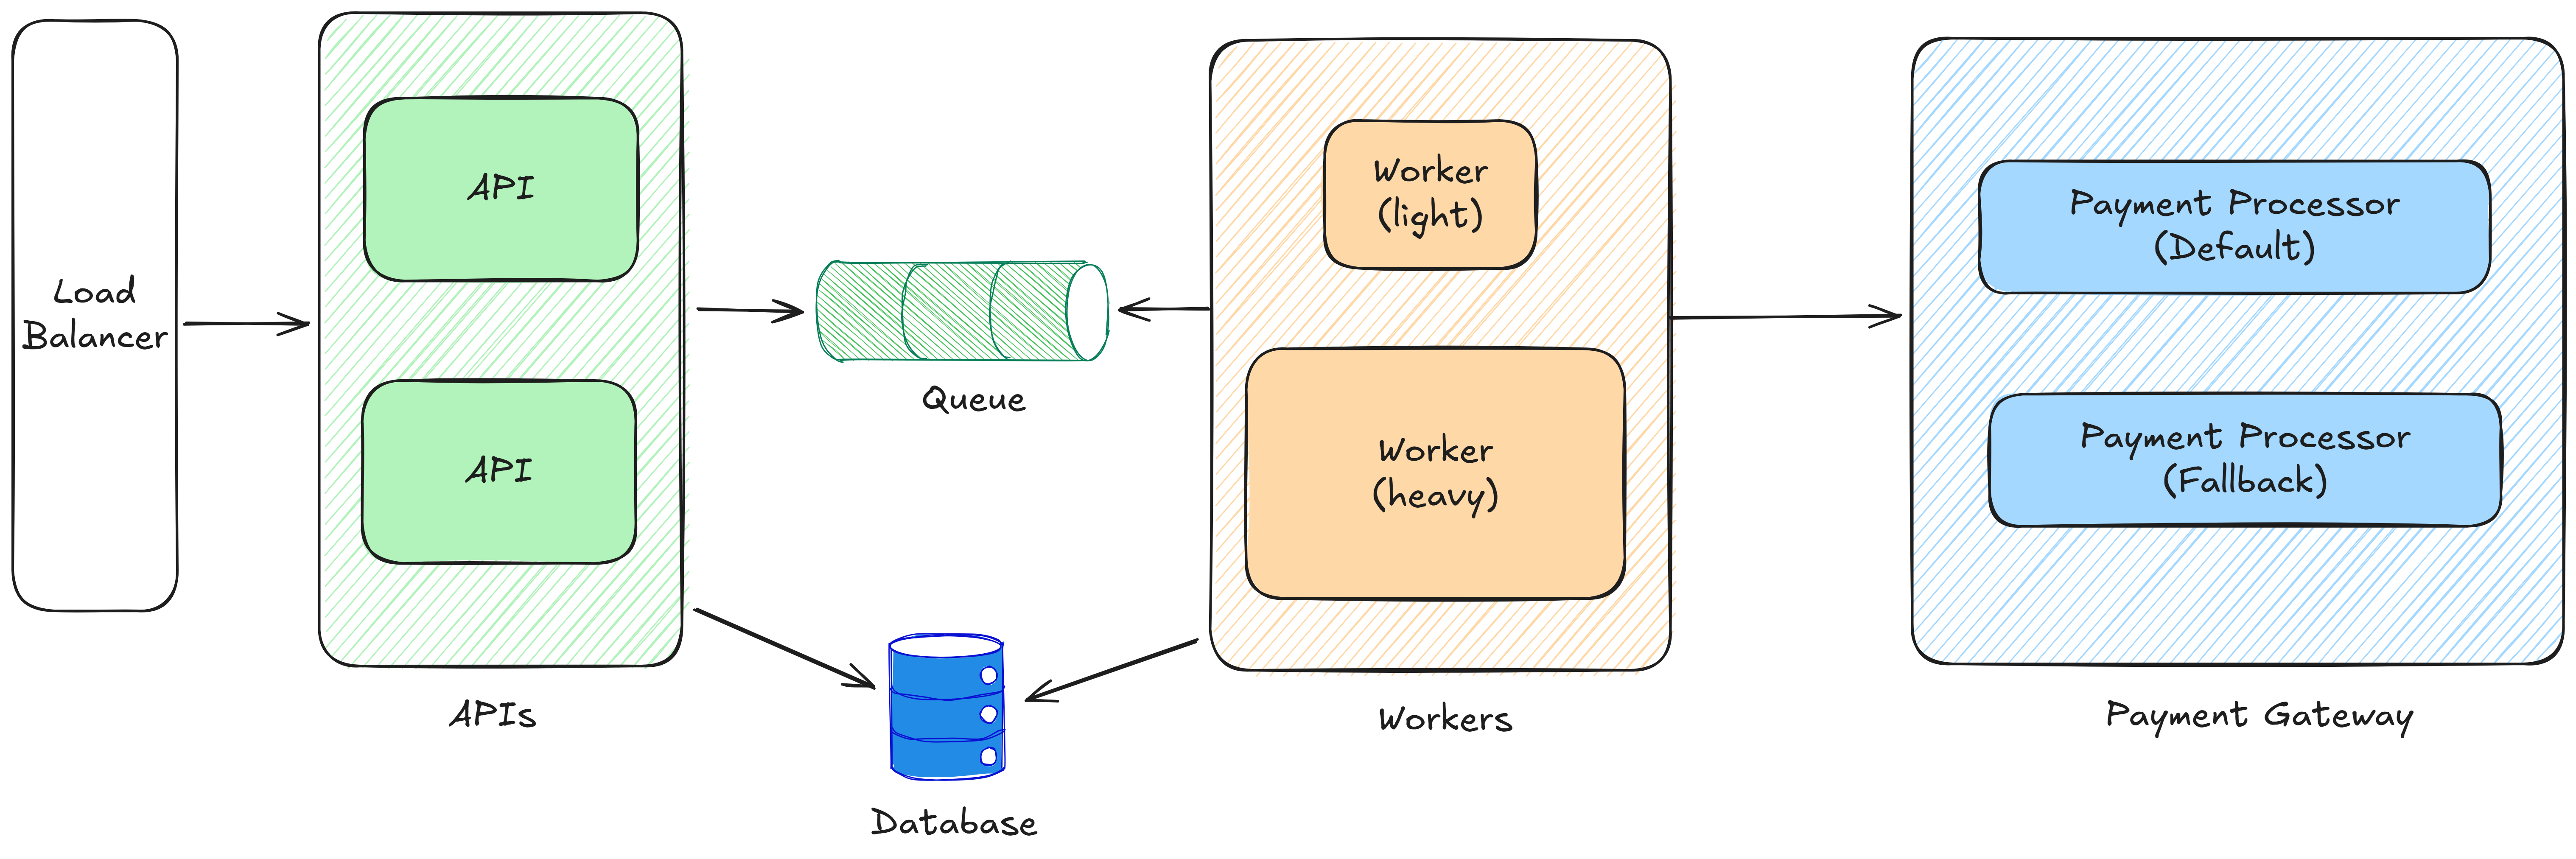 Load
Balancer
API
API
APIs
Queue
Database
Worker
(light)
Worker
(heavy)
Workers
Payment Processor
(Default)
Payment Processor
(Fallback)
Payment Gateway